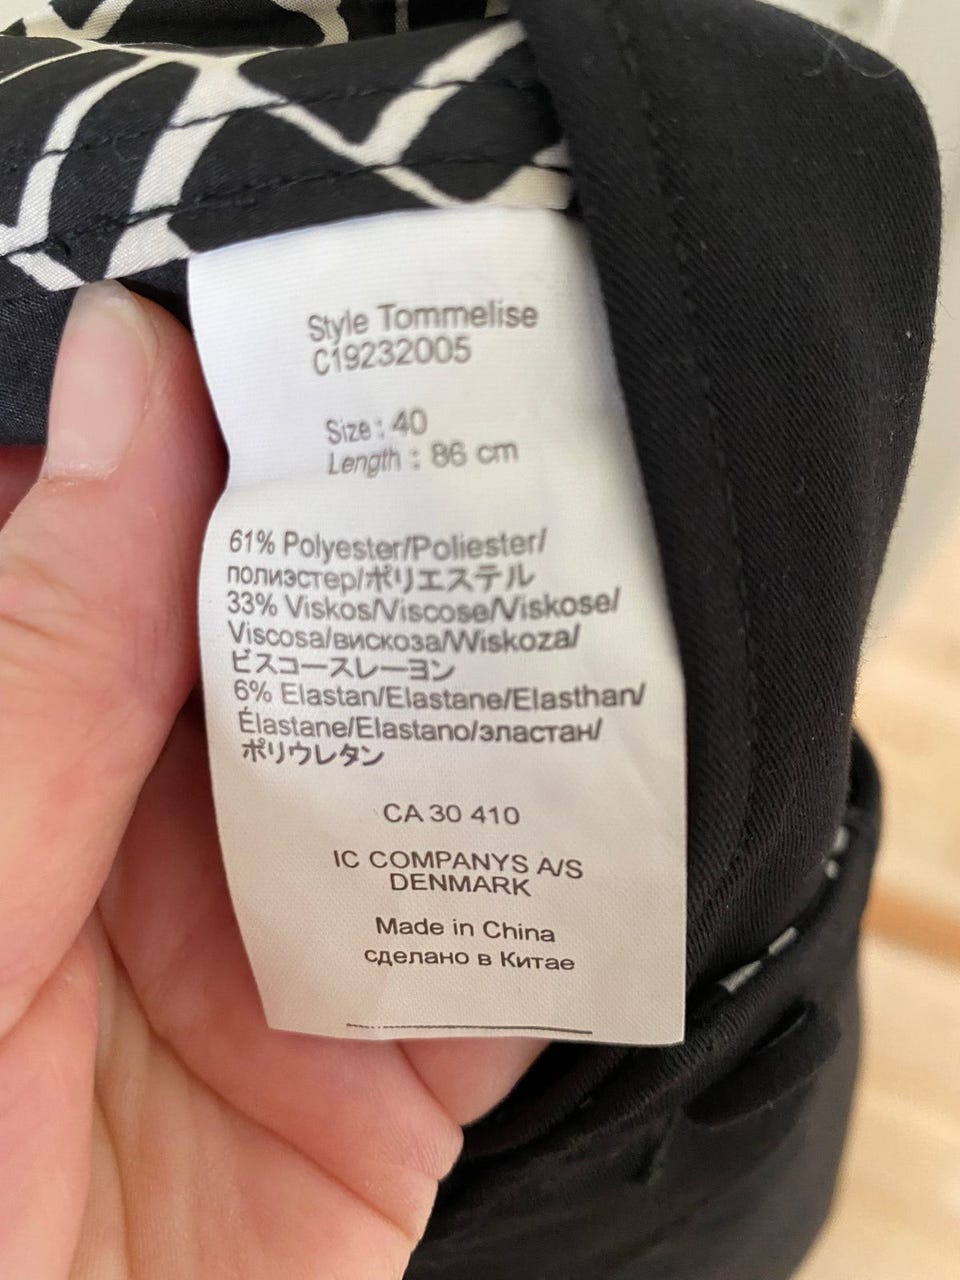 Style Tommelise
C19232005
Size : 40
Length : 86 cm
61% Polyester/Poliester/
полиэстер/ポリエステル
33% Viskos/Viscose/Viskose/
Viscosa/вискоза/Wiskoza/
ビスコースレーヨン
6% Elastan/Elastane/Elasthan/
Élastane/Elastano/эластан/
ポリウレタン
CA 30 410
IC COMPANYS A/S
DENMARK
Made in China
сделано в Китае